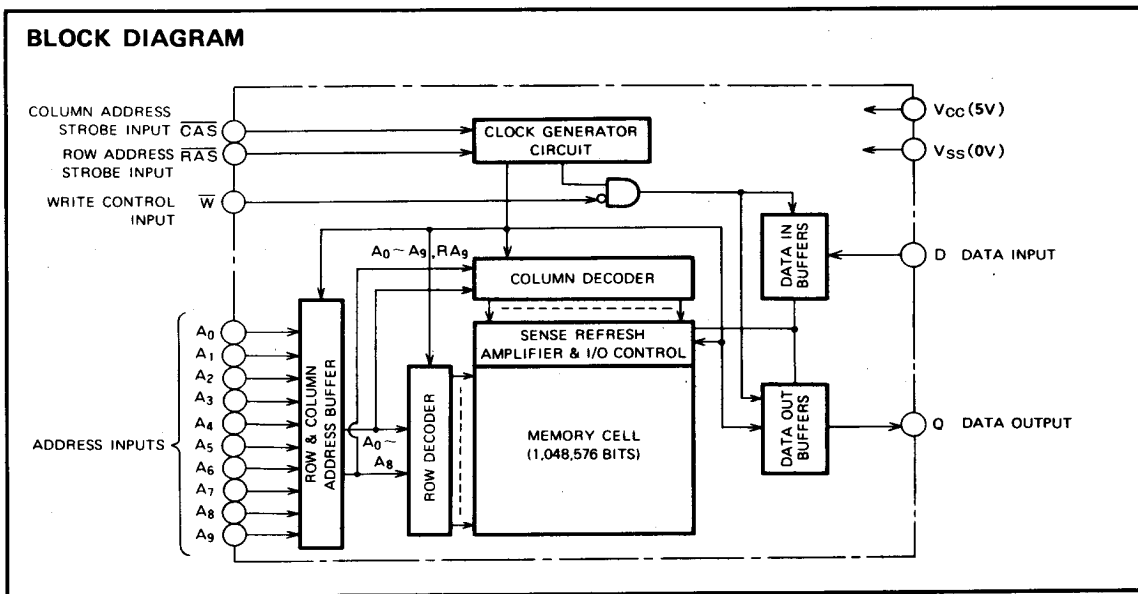 BLOCK DIAGRAM
COLUMN ADDRESS
STROBE INPUT C̅A̅S̅
ROW ADDRESS R̅A̅S̅
STROBE INPUT
WRITE CONTROL W̅
INPUT
CLOCK GENERATOR
CIRCUIT
VCC(5V)
VSS(0V)
A0~A9,RA9
COLUMN DECODER
DATA IN
BUFFERS
D DATA INPUT
SENSE REFRESH
AMPLIFIER & I/O CONTROL
ADDRESS INPUTS
A0
A1
A2
A3
A4
A5
A6
A7
A8
A9
ROW & COLUMN
ADDRESS BUFFER
A0~
A8
ROW DECODER
MEMORY CELL
(1,048,576 BITS)
DATA OUT
BUFFERS
Q DATA OUTPUT